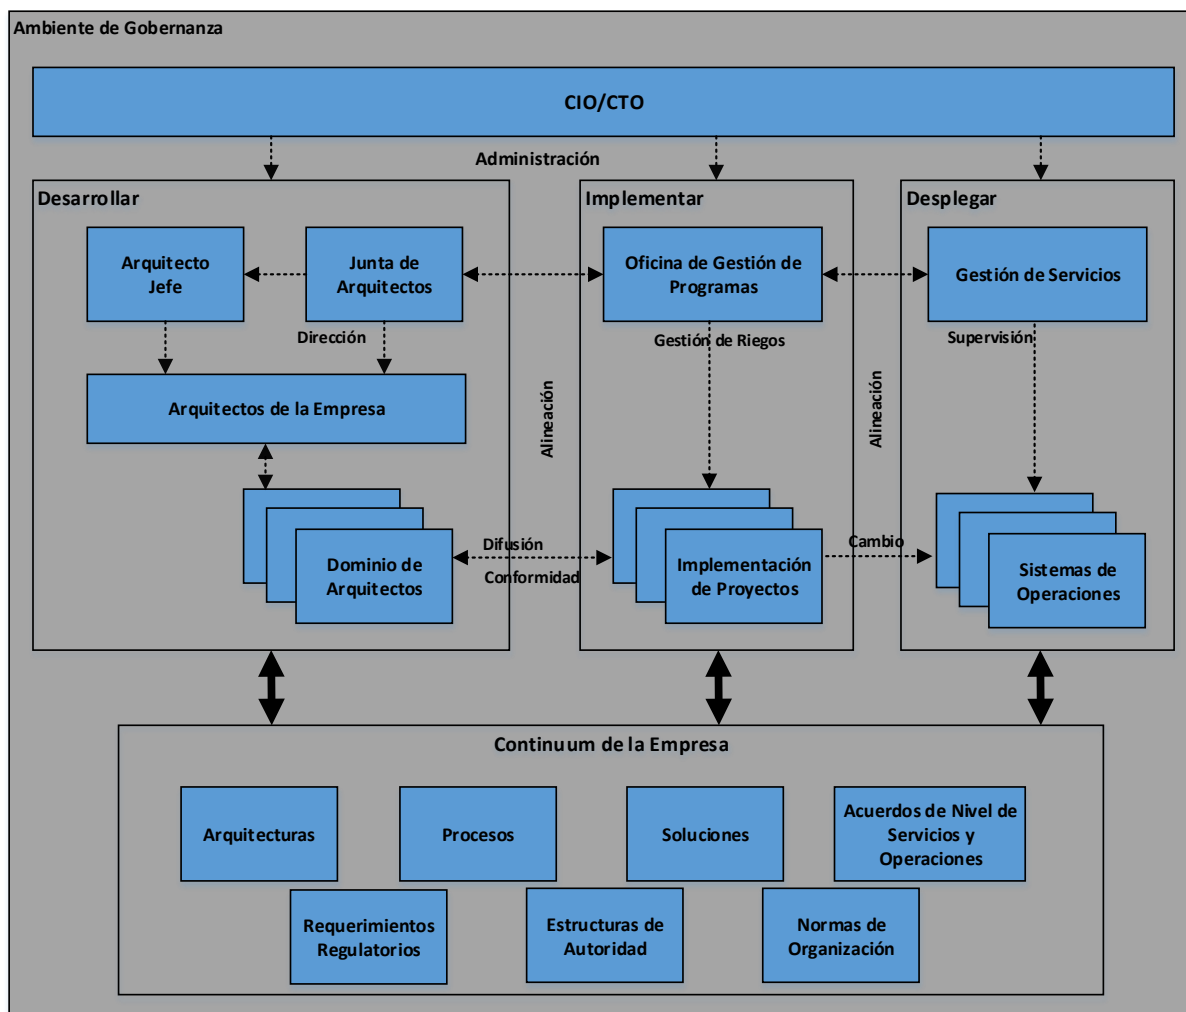 Ambiente de Gobernanza
CIO/CTO
Administración
Desarrollar
Implementar
Desplegar
Arquitecto
Jefe
Junta de
Arquitectos
Oficina de Gestión de
Programas
Gestión de Servicios
Dirección
Gestión de Riegos
Supervisión
Arquitectos de la Empresa
Alineación
Alineación
Dominio de
Arquitectos
Difusión
Conformidad
Implementación
de Proyectos
Cambio
Sistemas de
Operaciones
Continuum de la Empresa
Arquitecturas
Procesos
Soluciones
Acuerdos de Nivel de
Servicios y
Operaciones
Requerimientos
Regulatorios
Estructuras de
Autoridad
Normas de
Organización